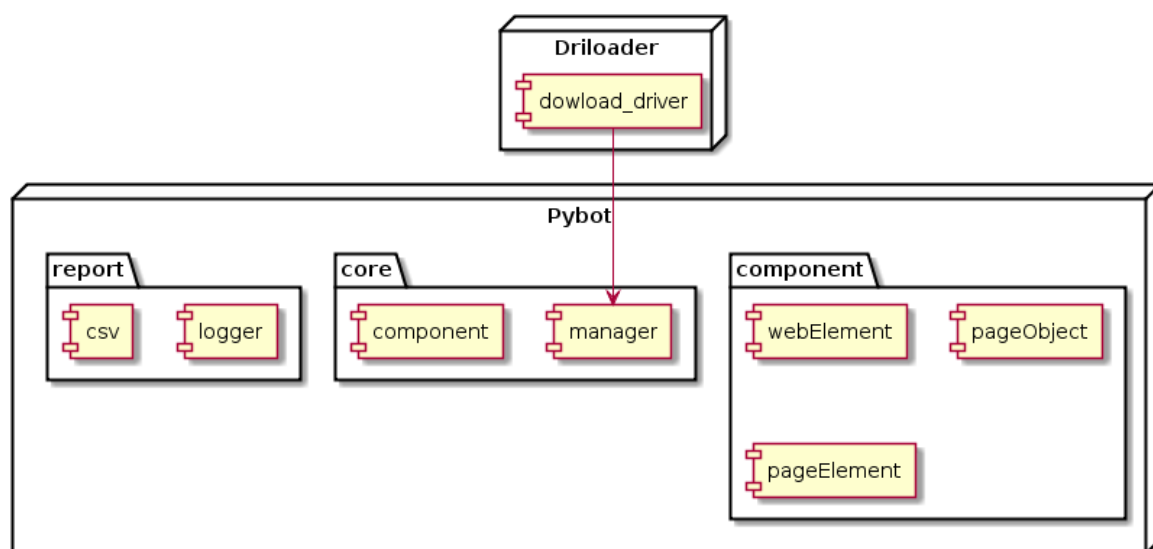 Driloader
dowload_driver
Pybot
report
core
component
csv
logger
component
manager
webElement
pageObject
pageElement